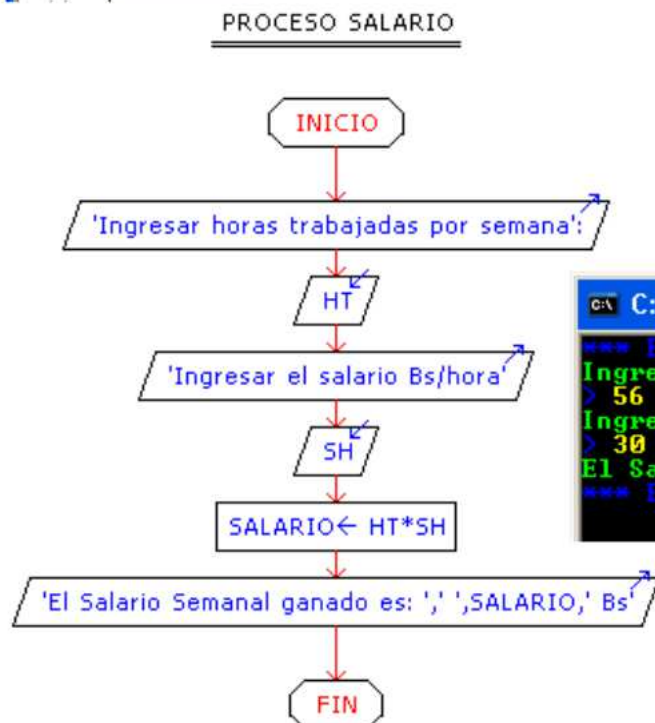 PROCESO SALARIO
INICIO
'Ingresar horas trabajadas por semana':
HT
'Ingresar el salario Bs/hora'
SH
SALARIO← HT*SH
'El Salario Semanal ganado es: ',' ',SALARIO,' Bs'
FIN
C:
***
Ingre
> 56
Ingre
> 30
El Sa
***